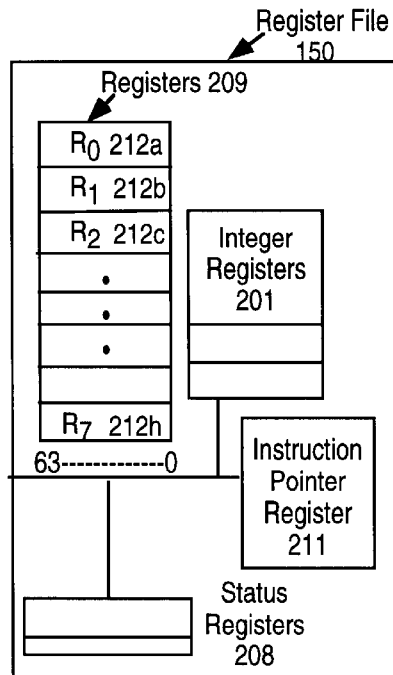 Register File
150
Registers 209
R0 212a
R1 212b
R2 212c
R7 212h
63-------------0
Integer
Registers
201
Instruction
Pointer
Register
211
Status
Registers
208